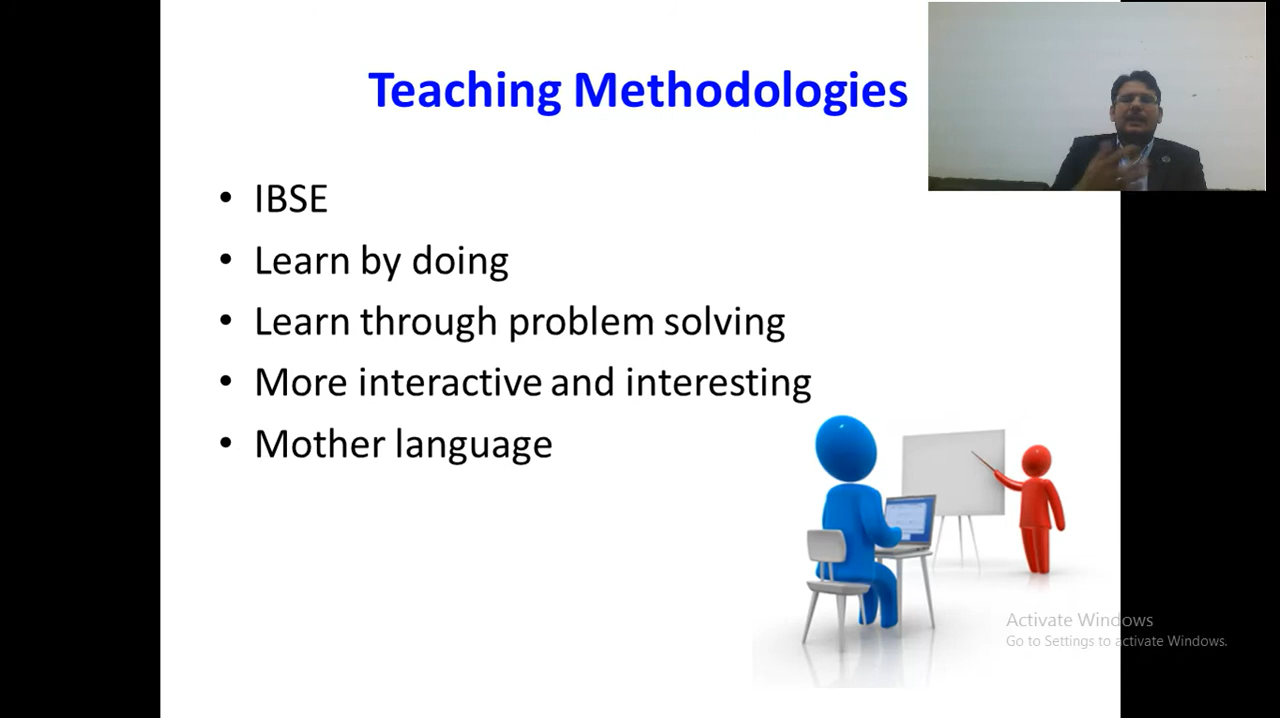 Teaching Methodologies
• IBSE
• Learn by doing
• Learn through problem solving
• More interactive and interesting
• Mother language
Activate Windows
Go to Settings to activate Windows.